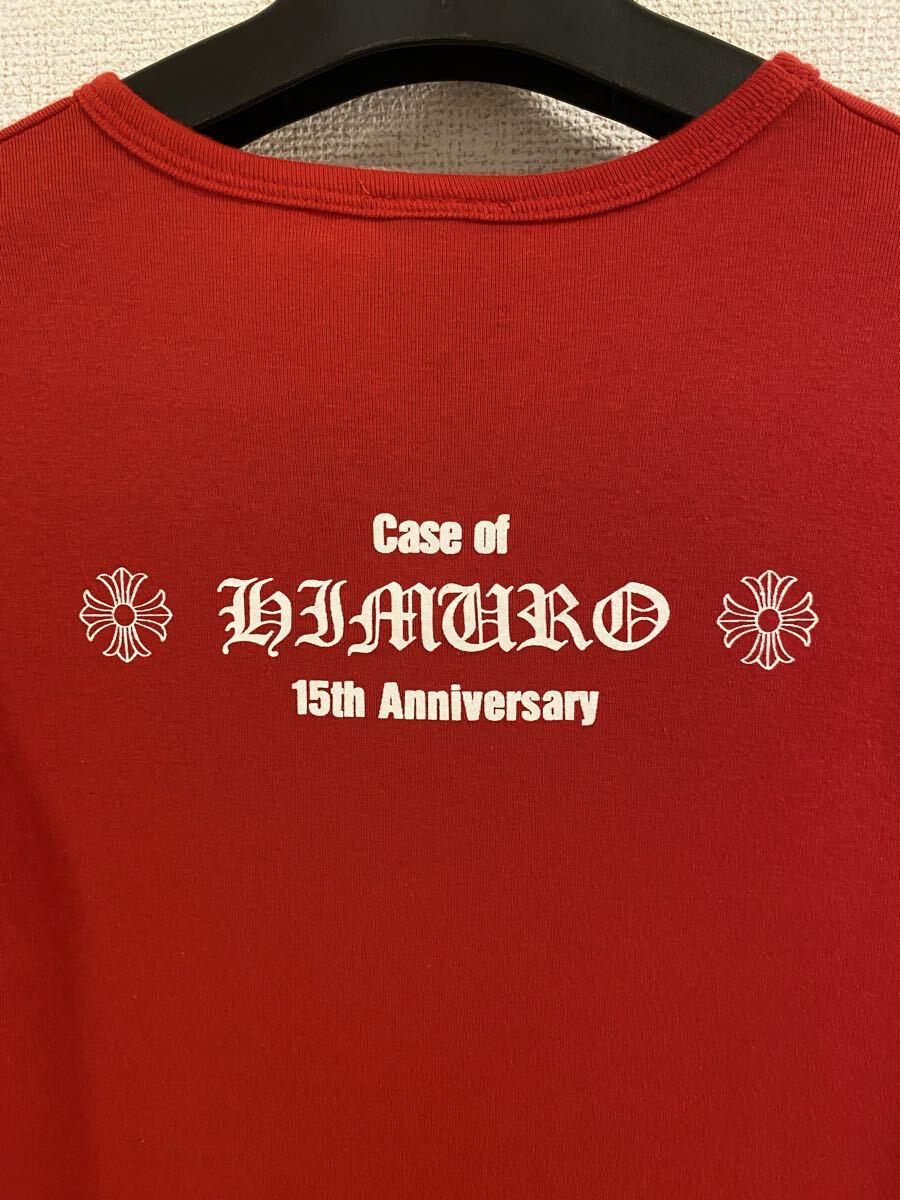 Case of
HIMURO
15th Anniversary